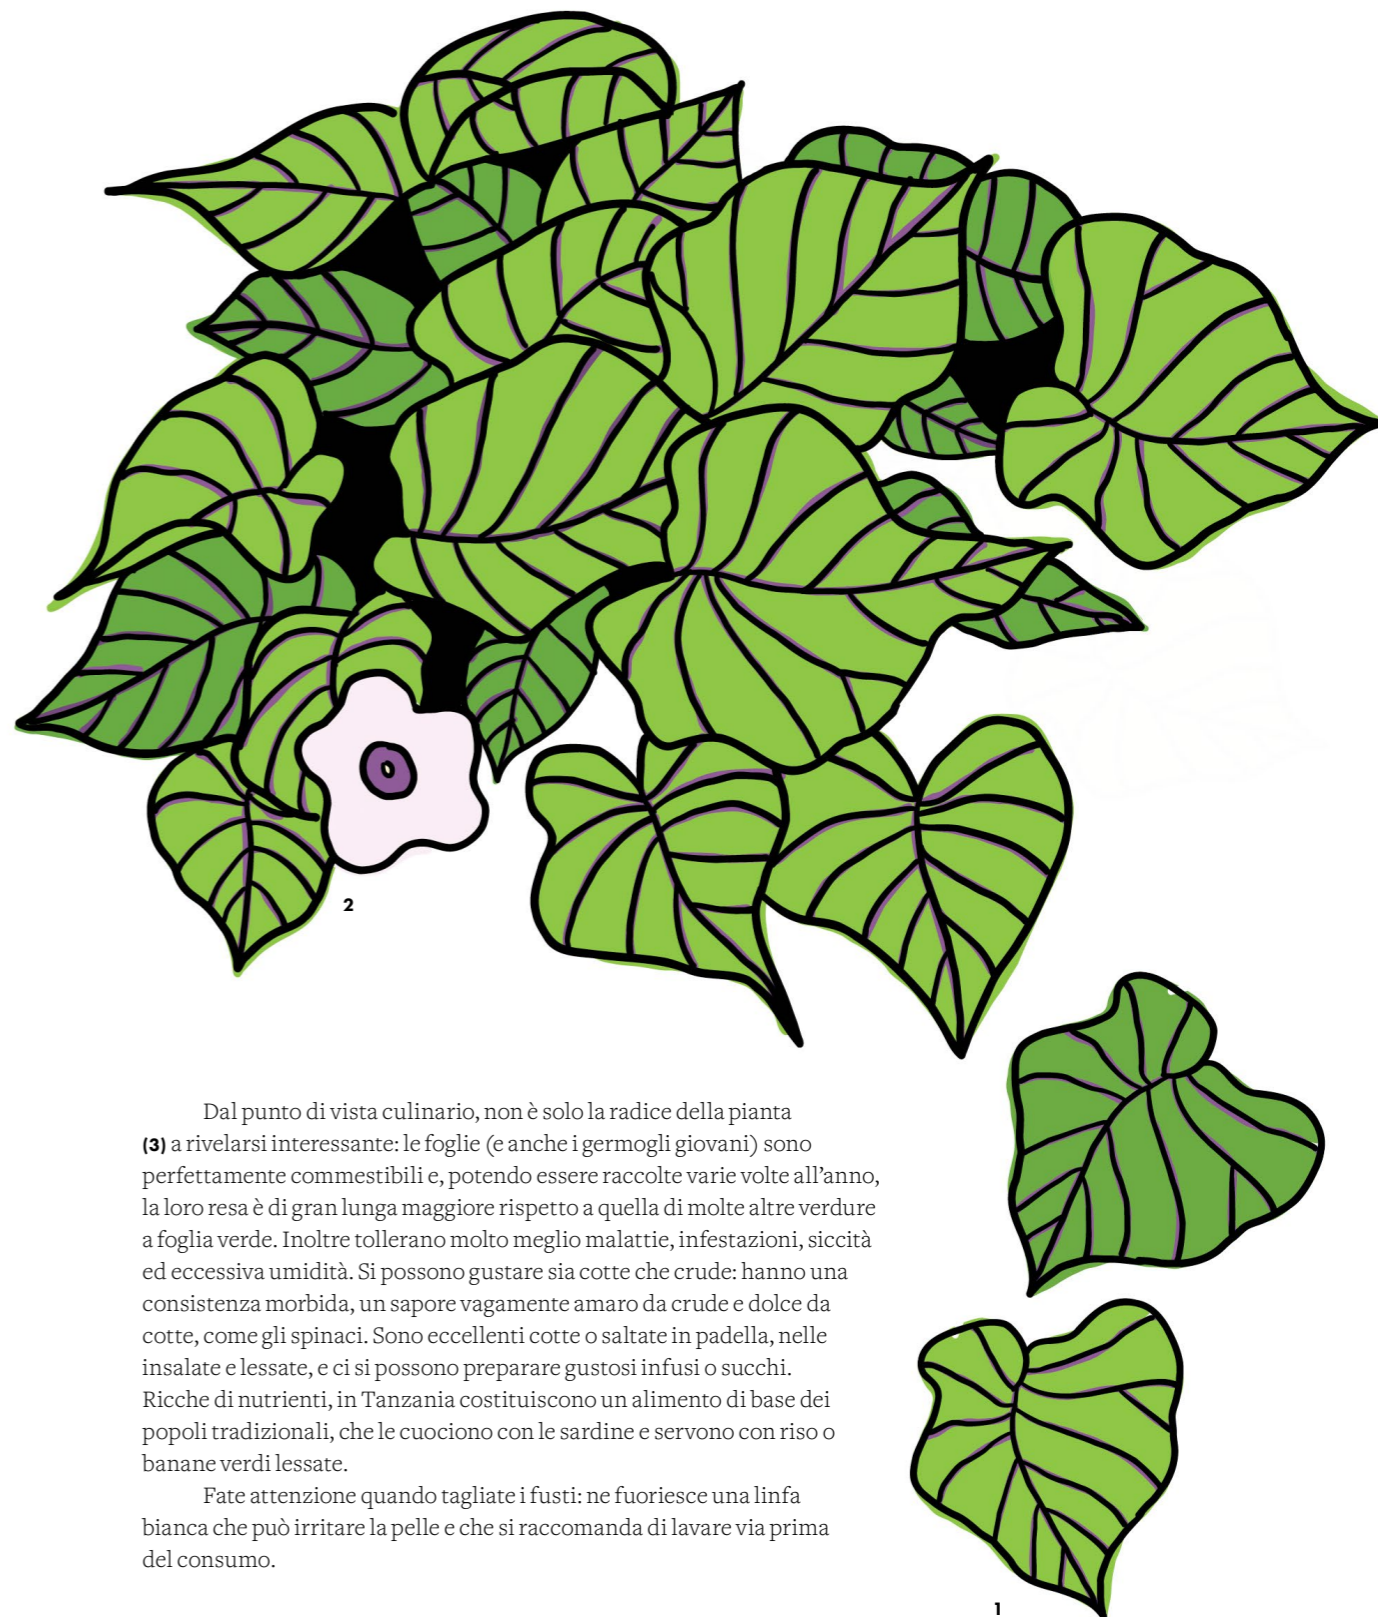 2
Dal punto di vista culinario, non è solo la radice della pianta
(3) a rivelarsi interessante: le foglie (e anche i germogli giovani) sono
perfettamente commestibili e, potendo essere raccolte varie volte all’anno,
la loro resa è di gran lunga maggiore rispetto a quella di molte altre verdure
a foglia verde. Inoltre tollerano molto meglio malattie, infestazioni, siccità
ed eccessiva umidità. Si possono gustare sia cotte che crude: hanno una
consistenza morbida, un sapore vagamente amaro da crude e dolce da
cotte, come gli spinaci. Sono eccellenti cotte o saltate in padella, nelle
insalate e lessate, e ci si possono preparare gustosi infusi o succhi.
Ricche di nutrienti, in Tanzania costituiscono un alimento di base dei
popoli tradizionali, che le cuociono con le sardine e servono con riso o
banane verdi lessate.
Fate attenzione quando tagliate i fusti: ne fuoriesce una linfa
bianca che può irritare la pelle e che si raccomanda di lavare via prima
del consumo.
1